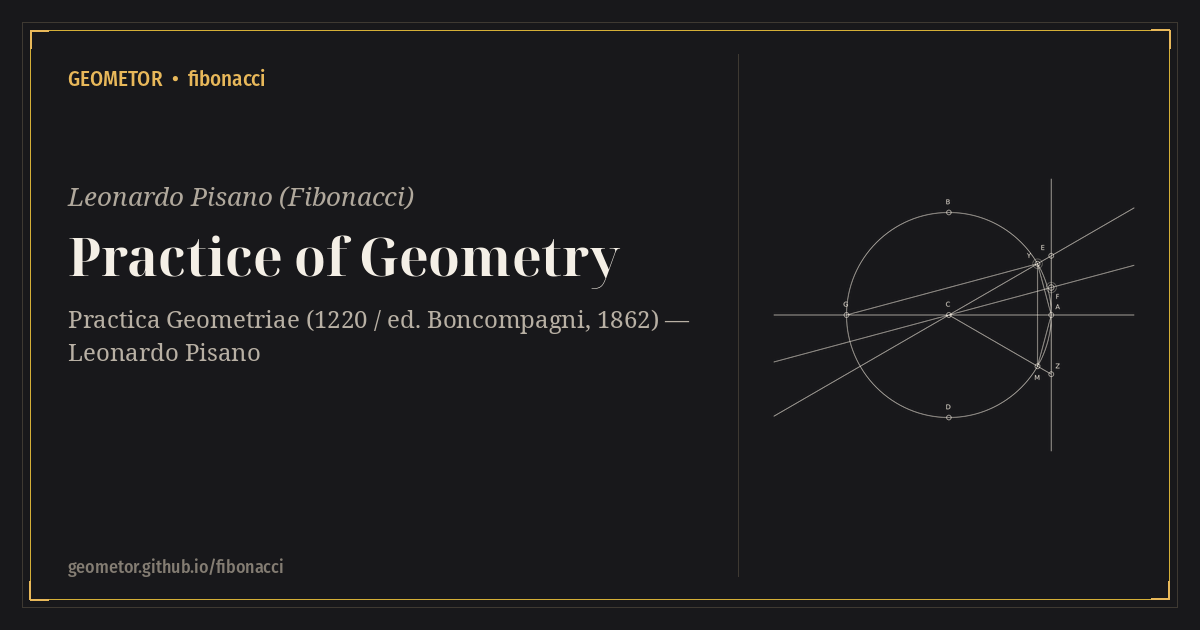 GEOMETOR • fibonacci
Leonardo Pisano (Fibonacci)
Practice of Geometry
Practica Geometriae (1220 / ed. Boncompagni, 1862) —
Leonardo Pisano
B
E
Y
G
C
F
A
Z
M
D
geometor.github.io/fibonacci